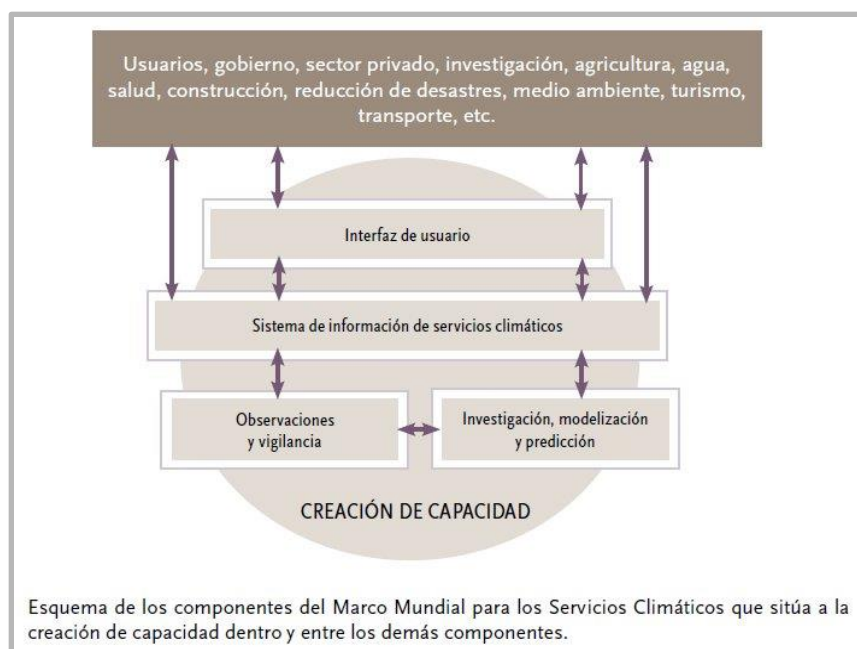 Usuarios, gobierno, sector privado, investigación, agricultura, agua,
salud, construcción, reducción de desastres, medio ambiente, turismo,
transporte, etc.
Interfaz de usuario
Sistema de información de servicios climáticos
Observaciones
y vigilancia
Investigación, modelización
y predicción
CREACIÓN DE CAPACIDAD
Esquema de los componentes del Marco Mundial para los Servicios Climáticos que sitúa a la
creación de capacidad dentro y entre los demás componentes.